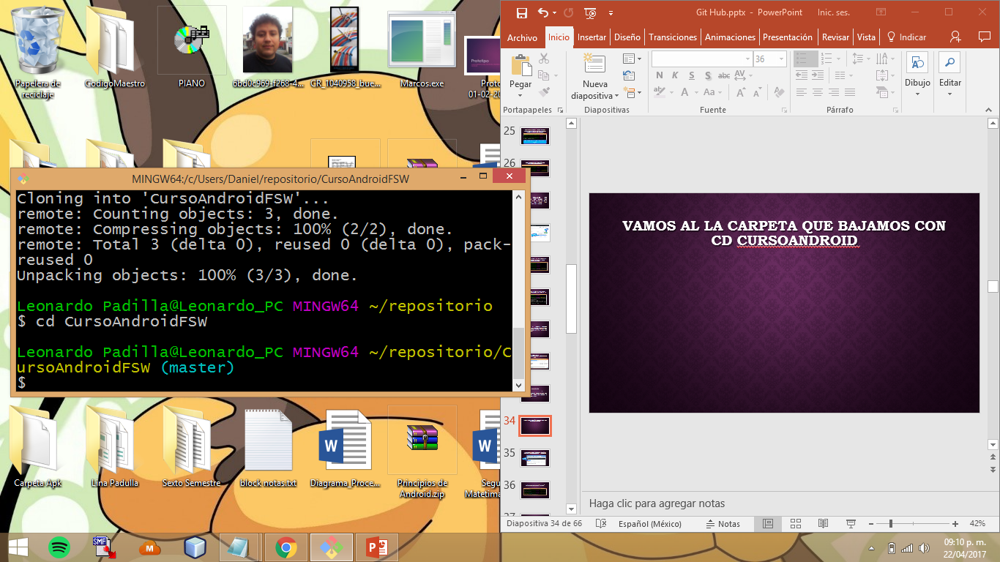 Papelera de
reciclaje
CodigoMaestro
PIANO
6bd0c969-f268-4...
CR_1040958_bue...
Marcos.exe
Prototipo
MINGW64:/c/Users/Daniel/repositorio/CursoAndroidFSW
Cloning into 'CursoAndroidFSW'...
remote: Counting objects: 3, done.
remote: Compressing objects: 100% (2/2), done.
remote: Total 3 (delta 0), reused 0 (delta 0), pack-
reused 0
Unpacking objects: 100% (3/3), done.
Leonardo Padilla@Leonardo_PC MINGW64 ~/repositorio
$ cd CursoAndroidFSW
Leonardo Padilla@Leonardo_PC MINGW64 ~/repositorio/C
ursoAndroidFSW (master)
$
Carpeta Apk
Lina Padulla
Sexto Semestre
block notas.txt
Diagrama_Proce...
Principios de
Android.zip
Segu
Matetima
Git Hub.pptx - PowerPoint
Inic. ses.
Archivo
Inicio
Insertar
Diseño
Transiciones
Animaciones
Presentación
Revisar
Vista
Indicar
Pegar
Nueva
diapositiva
36
N K S S abc AV
Aa
Dibujo
Editar
Portapapeles
Diapositivas
Fuente
Párrafo
25
26
34
35
36
VAMOS AL LA CARPETA QUE BAJAMOS CON
CD CURSOANDROID
Haga clic para agregar notas
Diapositiva 34 de 66
Español (México)
Notas
42%
SMF
09:10 p. m.
22/04/2017